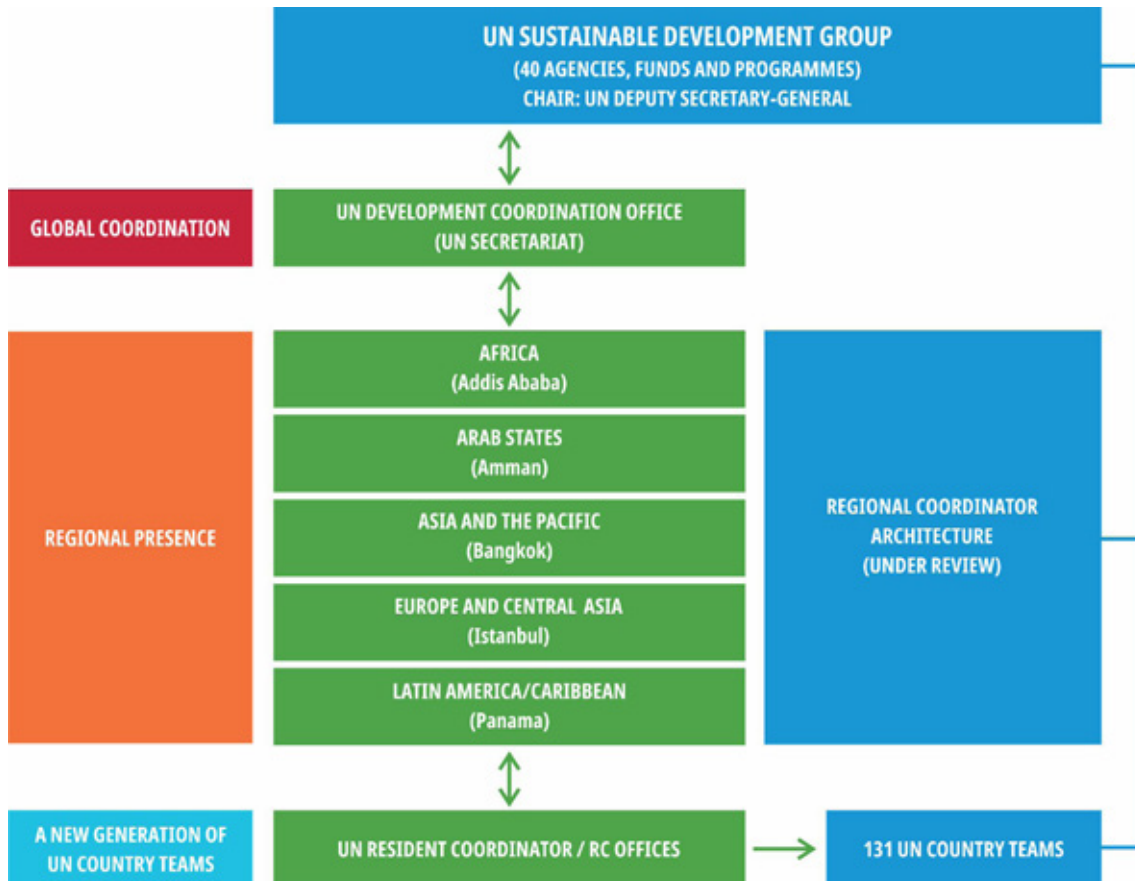 UN SUSTAINABLE DEVELOPMENT GROUP
(40 AGENCIES, FUNDS AND PROGRAMMES)
CHAIR: UN DEPUTY SECRETARY-GENERAL
GLOBAL COORDINATION
UN DEVELOPMENT COORDINATION OFFICE
(UN SECRETARIAT)
REGIONAL PRESENCE
AFRICA
(Addis Ababa)
ARAB STATES
(Amman)
ASIA AND THE PACIFIC
(Bangkok)
EUROPE AND CENTRAL ASIA
(Istanbul)
LATIN AMERICA/CARIBBEAN
(Panama)
REGIONAL COORDINATOR
ARCHITECTURE
(UNDER REVIEW)
A NEW GENERATION OF
UN COUNTRY TEAMS
UN RESIDENT COORDINATOR / RC OFFICES
131 UN COUNTRY TEAMS